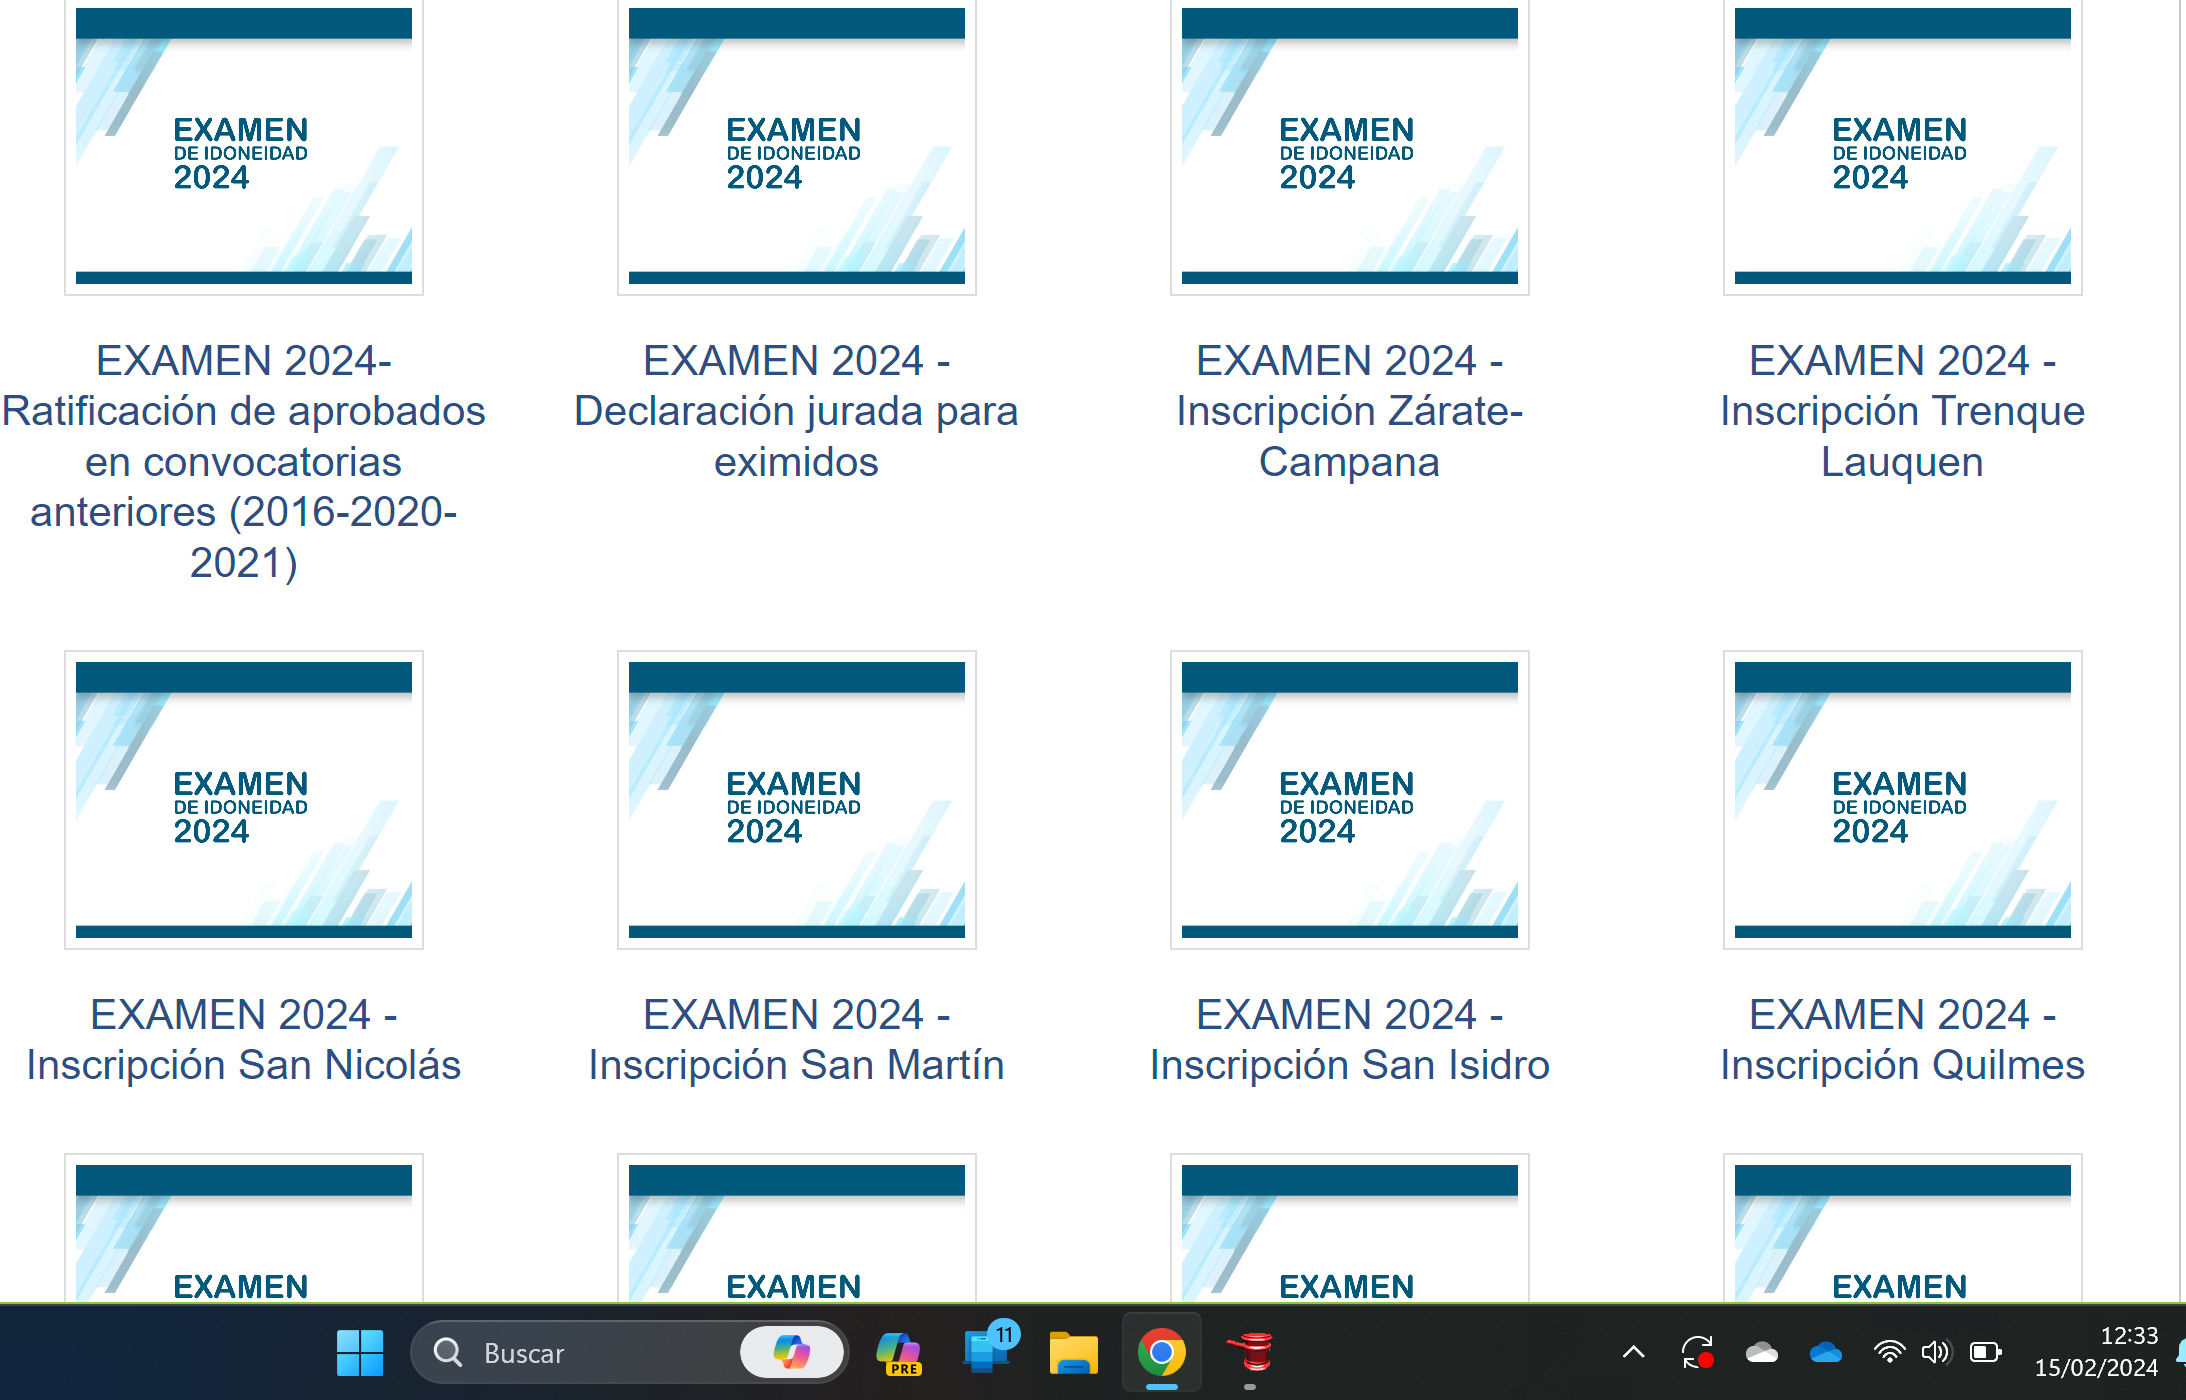 EXAMEN
DE IDONEIDAD
2024
EXAMEN
DE IDONEIDAD
2024
EXAMEN
DE IDONEIDAD
2024
EXAMEN
DE IDONEIDAD
2024
EXAMEN 2024-
Ratificación de aprobados
en convocatorias
anteriores (2016-2020-
2021)
EXAMEN 2024 -
Declaración jurada para
eximidos
EXAMEN 2024 -
Inscripción Zárate-
Campana
EXAMEN 2024 -
Inscripción Trenque
Lauquen
EXAMEN
DE IDONEIDAD
2024
EXAMEN
DE IDONEIDAD
2024
EXAMEN
DE IDONEIDAD
2024
EXAMEN
DE IDONEIDAD
2024
EXAMEN 2024 -
Inscripción San Nicolás
EXAMEN 2024 -
Inscripción San Martín
EXAMEN 2024 -
Inscripción San Isidro
EXAMEN 2024 -
Inscripción Quilmes
EXAMEN
EXAMEN
EXAMEN
EXAMEN
Buscar
PRE
11
12:33
15/02/2024